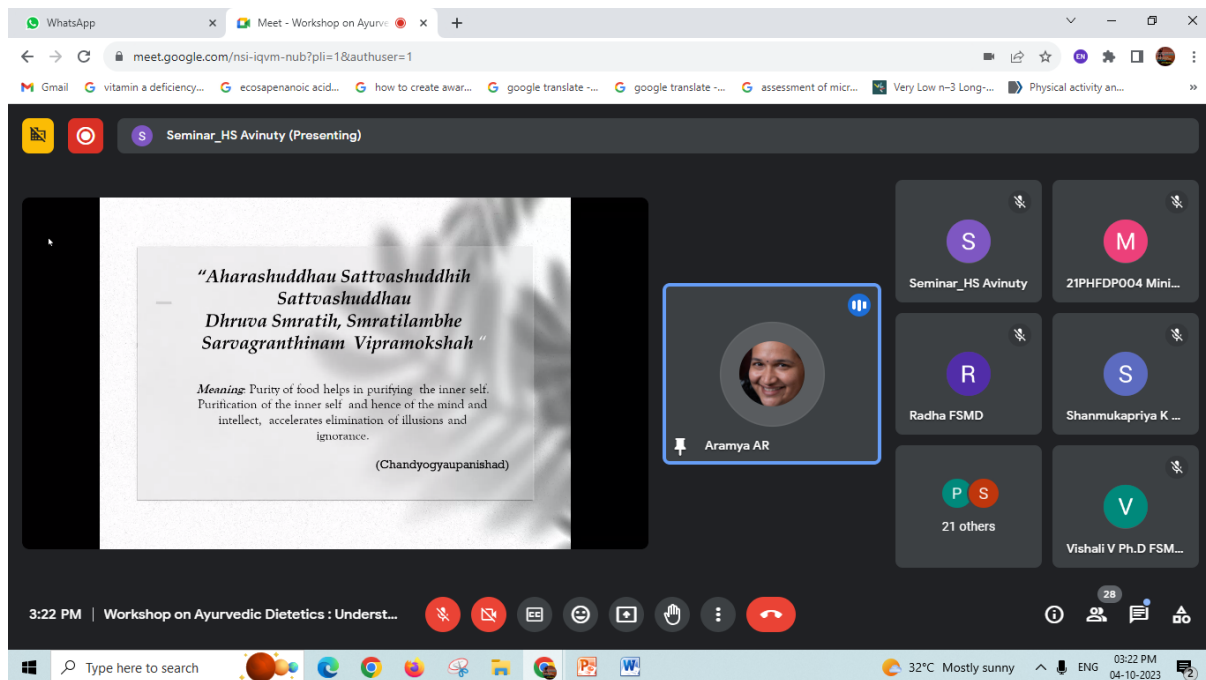 WhatsApp
Meet - Workshop on Ayurve
meet.google.com/nsi-iqvm-nub?pli=1&authuser=1
EN
Gmail vitamin a deficiency... ecosapenanoic acid... how to create awar... google translate -... google translate -... assessment of micr... Very Low n–3 Long-... Physical activity an... »
S Seminar_HS Avinuty (Presenting)
“Aharashuddhau Sattvashuddhih
Sattvashuddhau
Dhruva Smratih, Smratilambhe
Sarvagranthinam Vipramokshah “
Meaning: Purity of food helps in purifying the inner self.
Purification of the inner self and hence of the mind and
intellect, accelerates elimination of illusions and
ignorance.
(Chandyogyaupanishad)
Aramya AR
S
Seminar_HS Avinuty
M
21PHFDP004 Mini...
R
Radha FSMD
S
Shanmukapriya K ...
P S
21 others
V
Vishali V Ph.D FSM...
3:22 PM | Workshop on Ayurvedic Dietetics : Underst...
CC
28
Type here to search
32°C Mostly sunny
ENG
03:22 PM
04-10-2023
2